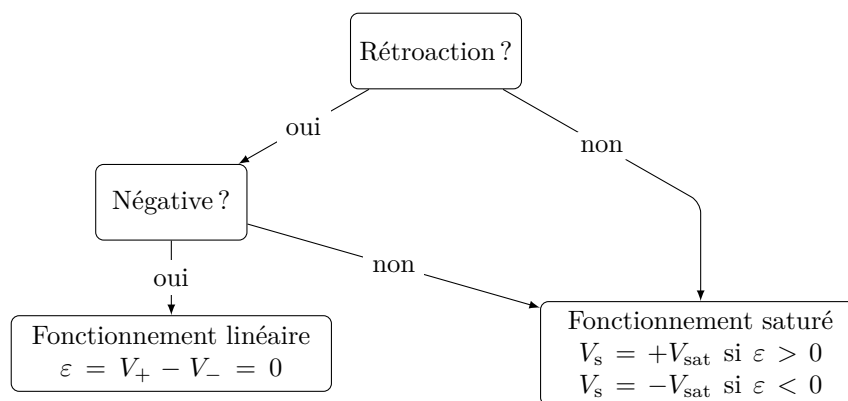 Rétroaction ?
oui
non
Négative ?
oui
non
Fonctionnement linéaire
ε = V₊ − V₋ = 0
Fonctionnement saturé
Vs = +Vsat si ε > 0
Vs = −Vsat si ε < 0